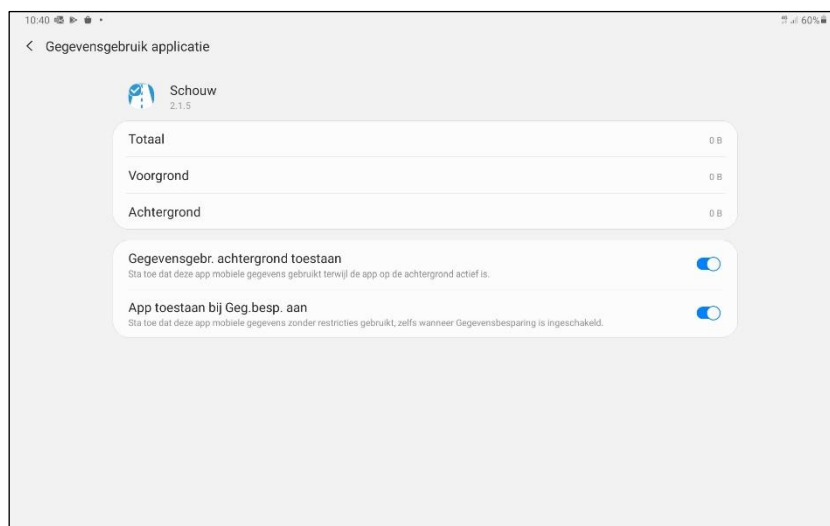 10:40
60%
Gegevensgebruik applicatie
Schouw
2.1.5
Totaal 0 B
Voorgrond 0 B
Achtergrond 0 B
Gegevensgebr. achtergrond toestaan
Sta toe dat deze app mobiele gegevens gebruikt terwijl de app op de achtergrond actief is.
App toestaan bij Geg.besp. aan
Sta toe dat deze app mobiele gegevens zonder restricties gebruikt, zelfs wanneer Gegevensbesparing is ingeschakeld.